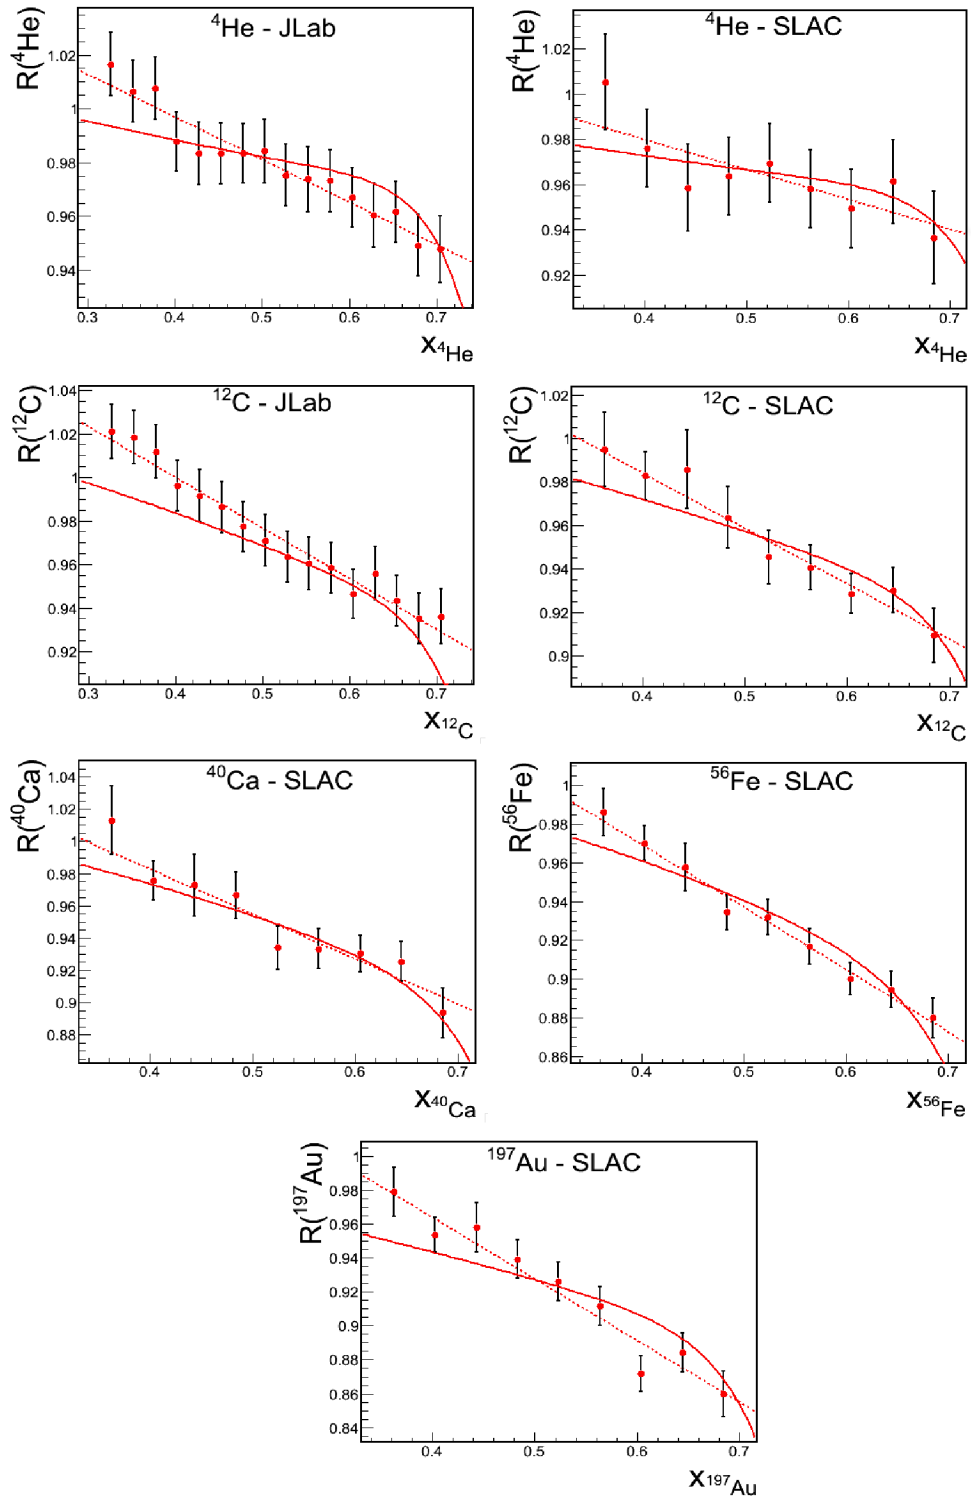 ⁴He - JLab
R(⁴He)
1.02
1
0.98
0.96
0.94
0.3 0.4 0.5 0.6 0.7
x⁴He
⁴He - SLAC
R(⁴He)
1.02
1
0.98
0.96
0.94
0.92
0.4 0.5 0.6 0.7
x⁴He
¹²C - JLab
R(¹²C)
1.04
1.02
1
0.98
0.96
0.94
0.92
0.3 0.4 0.5 0.6 0.7
x¹²C
¹²C - SLAC
R(¹²C)
1
0.98
0.96
0.94
0.92
0.9
0.4 0.5 0.6 0.7
x¹²C
⁴⁰Ca - SLAC
R(⁴⁰Ca)
1.04
1.02
1
0.98
0.96
0.94
0.92
0.9
0.88
0.4 0.5 0.6 0.7
x⁴⁰Ca
⁵⁶Fe - SLAC
R(⁵⁶Fe)
1
0.98
0.96
0.94
0.92
0.9
0.88
0.86
0.4 0.5 0.6 0.7
x⁵⁶Fe
¹⁹⁷Au - SLAC
R(¹⁹⁷Au)
1
0.98
0.96
0.94
0.92
0.9
0.88
0.86
0.84
0.4 0.5 0.6 0.7
x¹⁹⁷Au